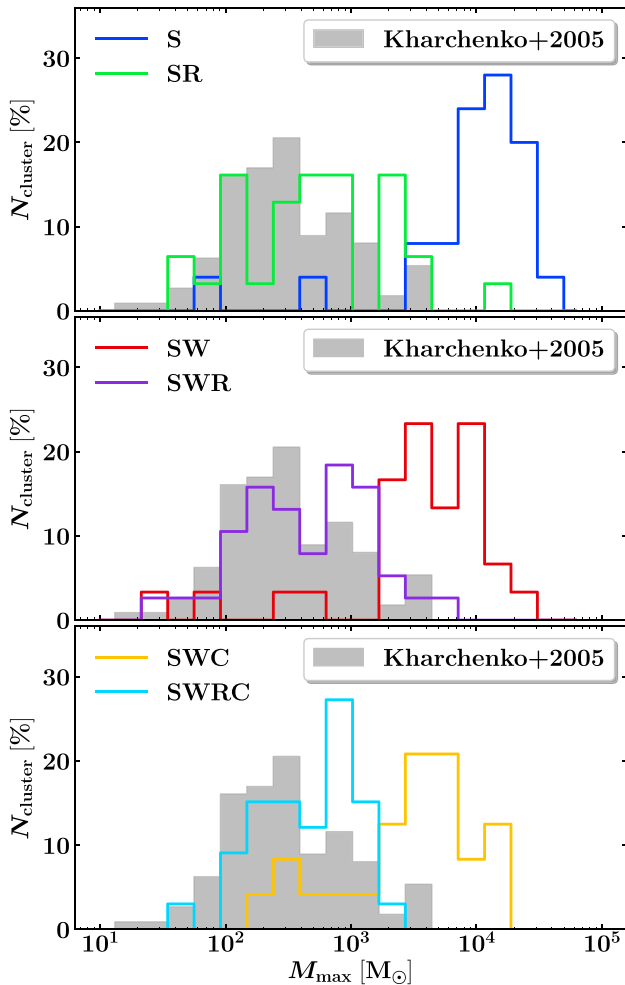 S
SR
Kharchenko+2005
30
20
10
0
N_cluster [%]
SW
SWR
Kharchenko+2005
30
20
10
0
N_cluster [%]
SWC
SWRC
Kharchenko+2005
30
20
10
0
N_cluster [%]
10^1 10^2 10^3 10^4 10^5
M_max [M_⊙]